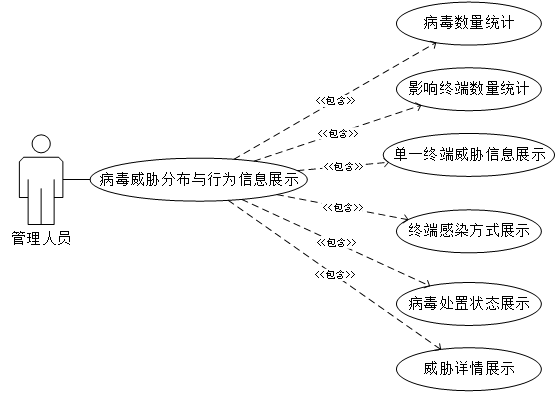 病毒数量统计
影响终端数量统计
<<包含>>
<<包含>>
单一终端威胁信息展示
<<包含>>
病毒威胁分布与行为信息展示
<<包含>>
终端感染方式展示
管理人员
<<包含>>
<<包含>>
病毒处置状态展示
威胁详情展示